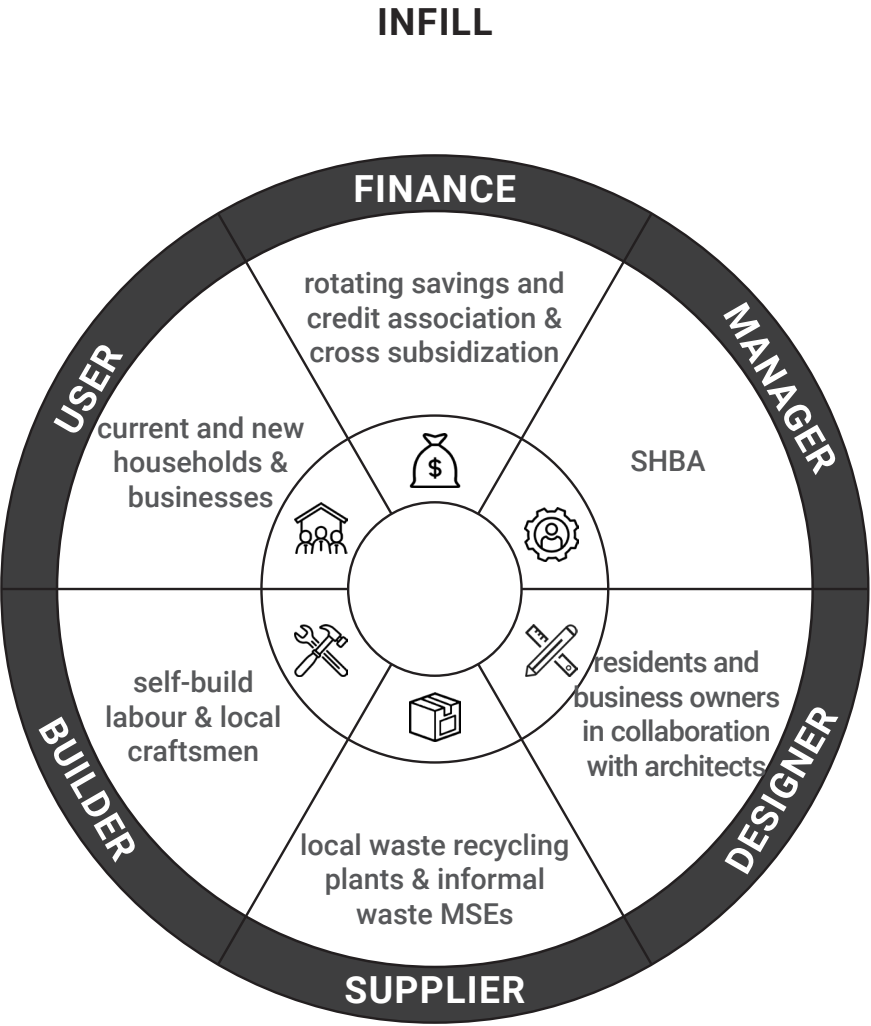 INFILL
FINANCE
rotating savings and
credit association &
cross subsidization
MANAGER
SHBA
DESIGNER
residents and
business owners
in collaboration
with architects
SUPPLIER
local waste recycling
plants & informal
waste MSEs
BUILDER
self-build
labour & local
craftsmen
USER
current and new
households &
businesses
$